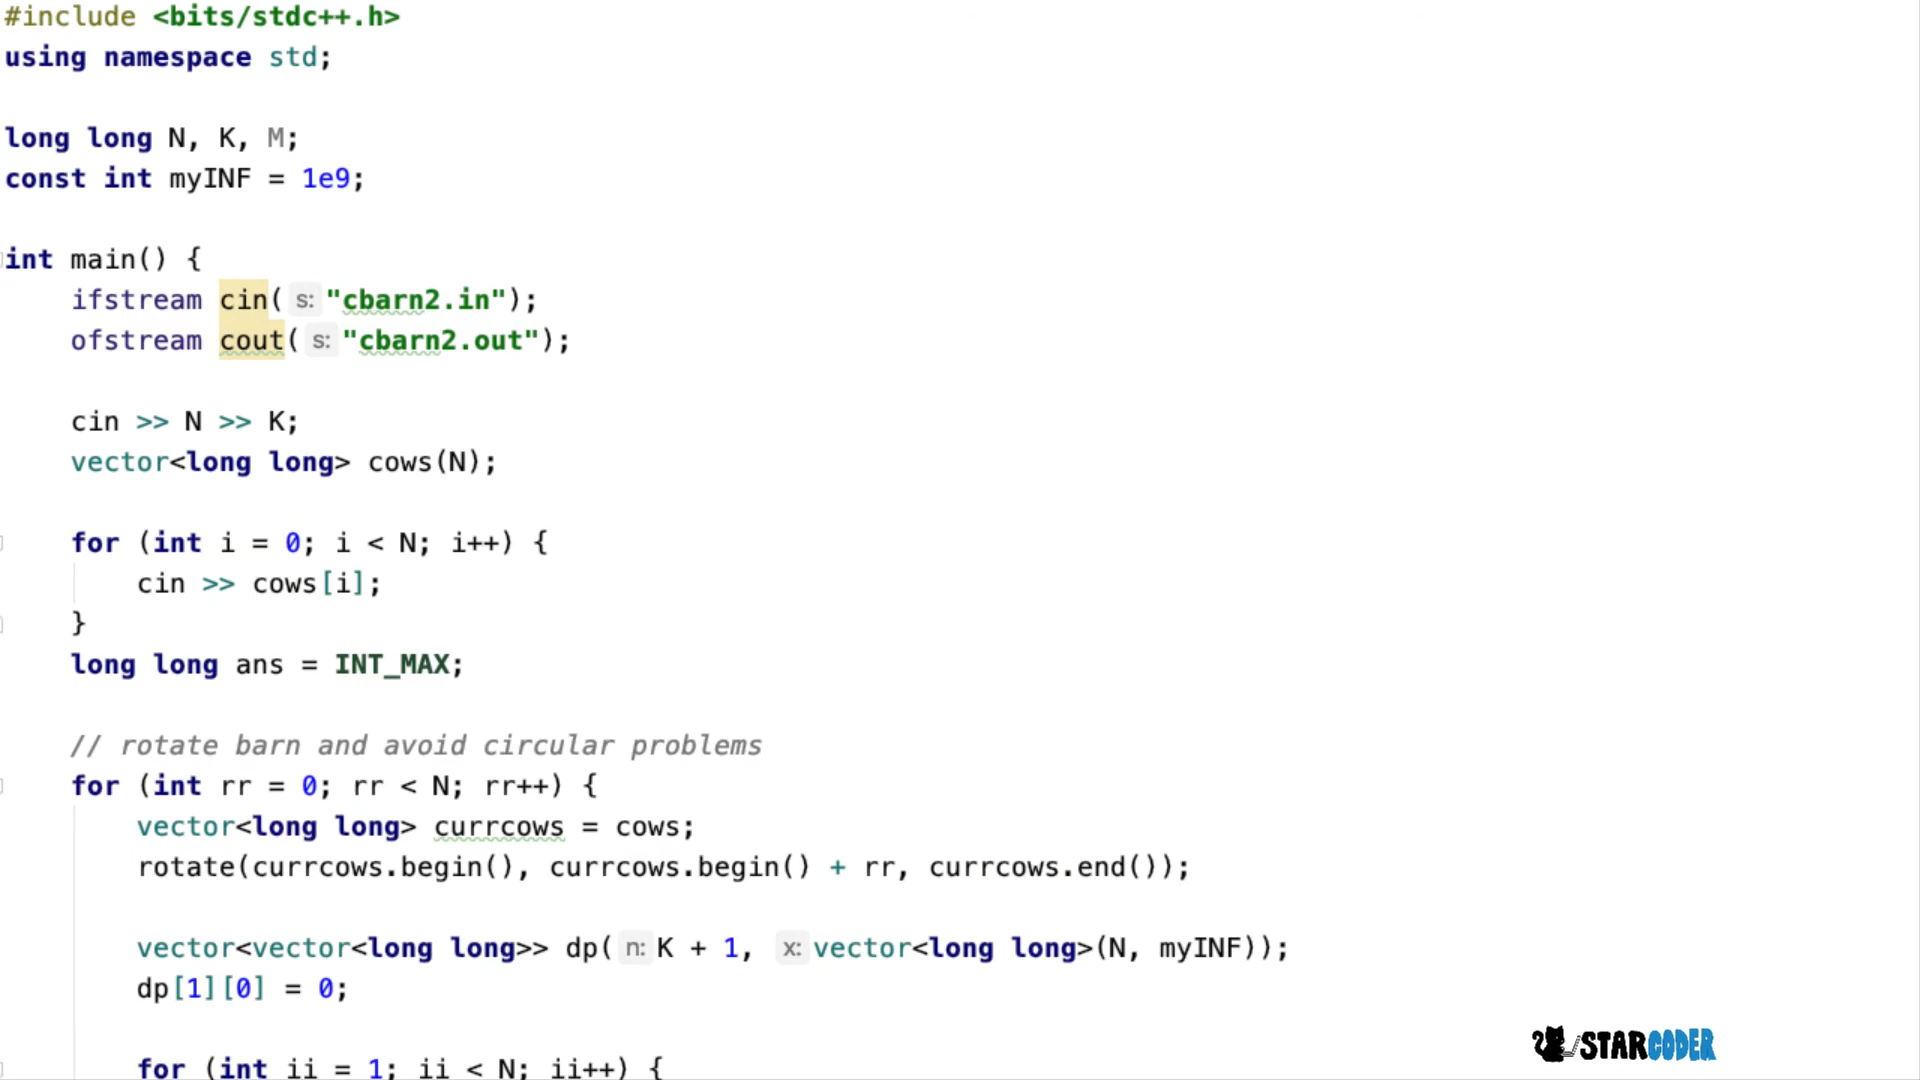 #include <bits/stdc++.h>
using namespace std;
long long N, K, M;
const int myINF = 1e9;
int main() {
    ifstream cin( s: "cbarn2.in");
    ofstream cout( s: "cbarn2.out");
    cin >> N >> K;
    vector<long long> cows(N);
    for (int i = 0; i < N; i++) {
        cin >> cows[i];
    }
    long long ans = INT_MAX;
    // rotate barn and avoid circular problems
    for (int rr = 0; rr < N; rr++) {
        vector<long long> currcows = cows;
        rotate(currcows.begin(), currcows.begin() + rr, currcows.end());
        vector<vector<long long>> dp( n: K + 1, x: vector<long long>(N, myINF));
        dp[1][0] = 0;
        for (int ii = 1; ii < N; ii++) {
STARCODER